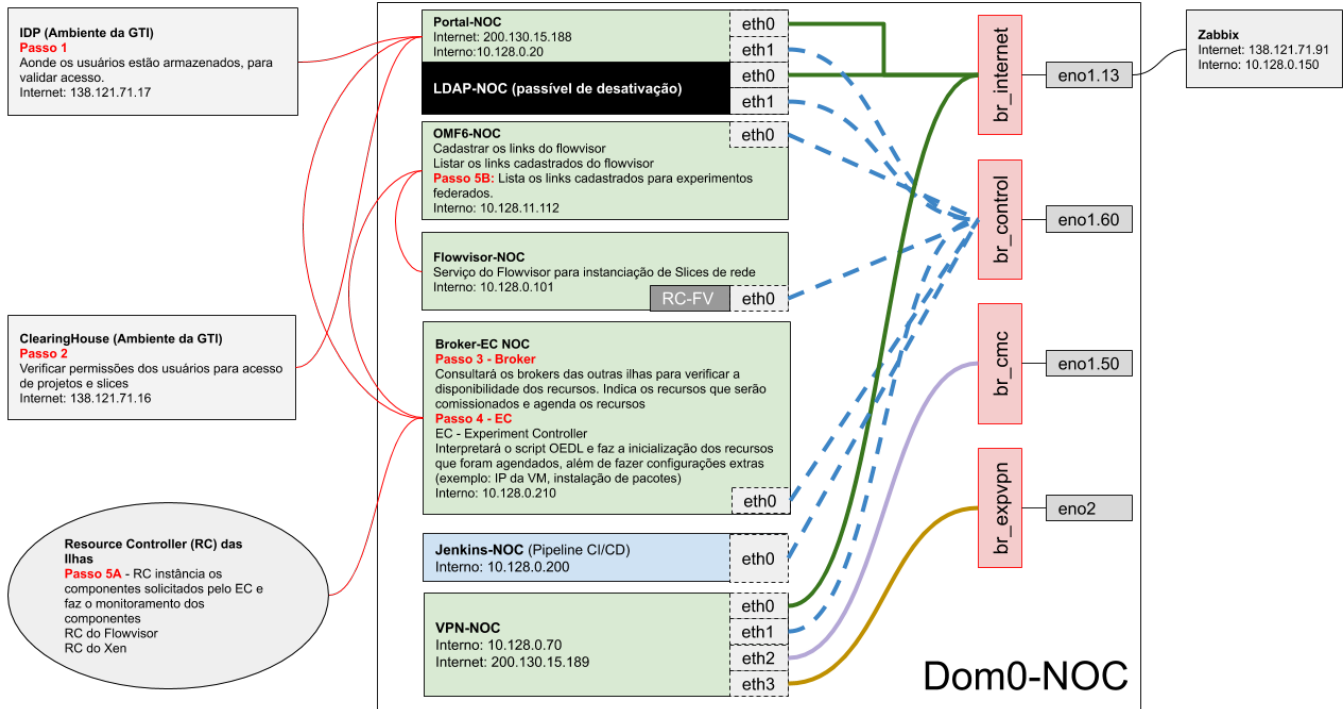 IDP (Ambiente da GTI)
Passo 1
Aonde os usuários estão armazenados, para
validar acesso.
Internet: 138.121.71.17
ClearingHouse (Ambiente da GTI)
Passo 2
Verificar permissões dos usuários para acesso
de projetos e slices
Internet: 138.121.71.16
Resource Controller (RC) das
Ilhas
Passo 5A - RC instância os
componentes solicitados pelo EC e
faz o monitoramento dos
componentes
RC do Flowvisor
RC do Xen
Portal-NOC
Internet: 200.130.15.188
Interno:10.128.0.20
eth0
eth1
LDAP-NOC (passível de desativação)
eth0
eth1
OMF6-NOC
Cadastrar os links do flowvisor
Listar os links cadastrados do flowvisor
Passo 5B: Lista os links cadastrados para experimentos
federados.
Interno: 10.128.11.112
eth0
Flowvisor-NOC
Serviço do Flowvisor para instanciação de Slices de rede
Interno: 10.128.0.101
RC-FV
eth0
Broker-EC NOC
Passo 3 - Broker
Consultará os brokers das outras ilhas para verificar a
disponibilidade dos recursos. Indica os recursos que serão
comissionados e agenda os recursos
Passo 4 - EC
EC - Experiment Controller
Interpretará o script OEDL e faz a inicialização dos recursos
que foram agendados, além de fazer configurações extras
(exemplo: IP da VM, instalação de pacotes)
Interno: 10.128.0.210
eth0
Jenkins-NOC (Pipeline CI/CD)
Interno: 10.128.0.200
eth0
VPN-NOC
Interno: 10.128.0.70
Internet: 200.130.15.189
eth0
eth1
eth2
eth3
br_internet
eno1.13
br_control
eno1.60
br_cmc
eno1.50
br_expvpn
eno2
Dom0-NOC
Zabbix
Internet: 138.121.71.91
Interno: 10.128.0.150